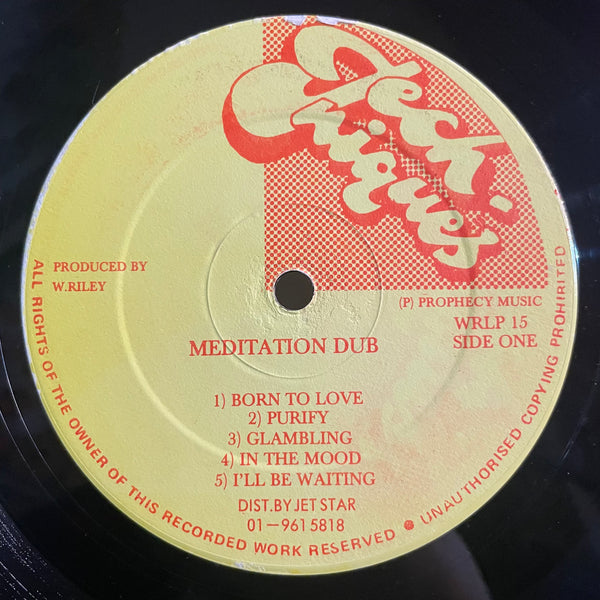 Teck-
niques
PRODUCED BY
W.RILEY
(P) PROPHECY MUSIC
WRLP 15
SIDE ONE
MEDITATION DUB
1) BORN TO LOVE
2) PURIFY
3) GLAMBLING
4) IN THE MOOD
5) I'LL BE WAITING
DIST.BY JET STAR
01-961 5818
ALL RIGHTS OF THE OWNER OF THIS RECORDED WORK RESERVED • UNAUTHORISED COPYING PROHIBITED